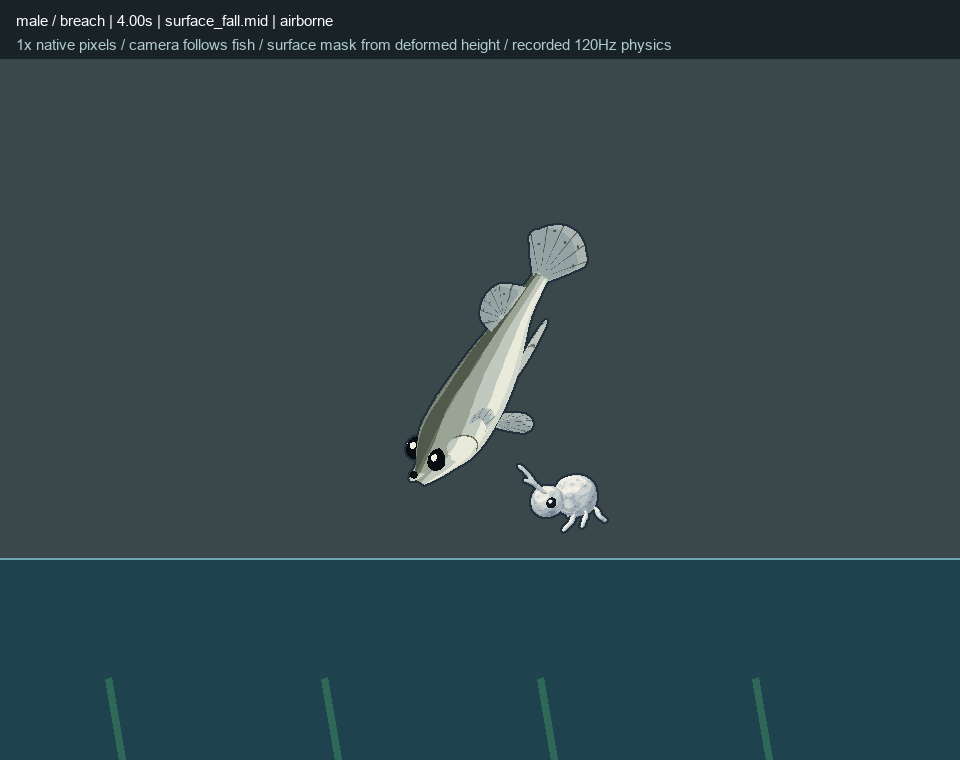 male / breach | 4.00s | surface_fall.mid | airborne
1x native pixels / camera follows fish / surface mask from deformed height / recorded 120Hz physics